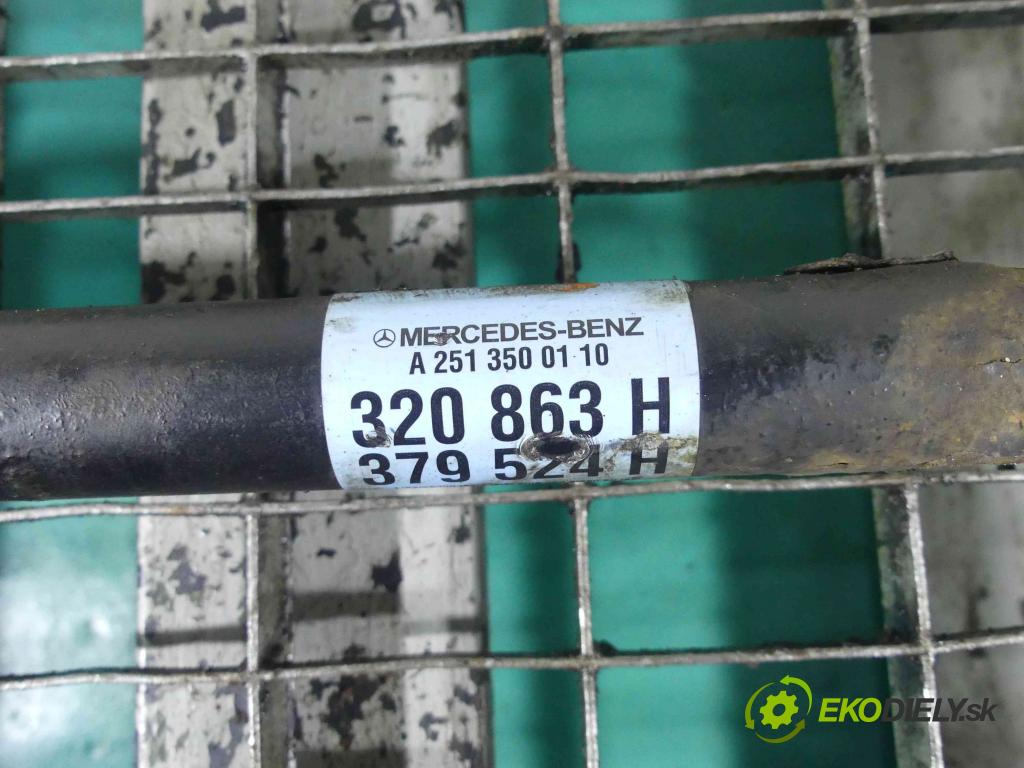 MERCEDES-BENZ
A 251 350 01 10
320 863 H
379 524 H
EKODIELY.sk